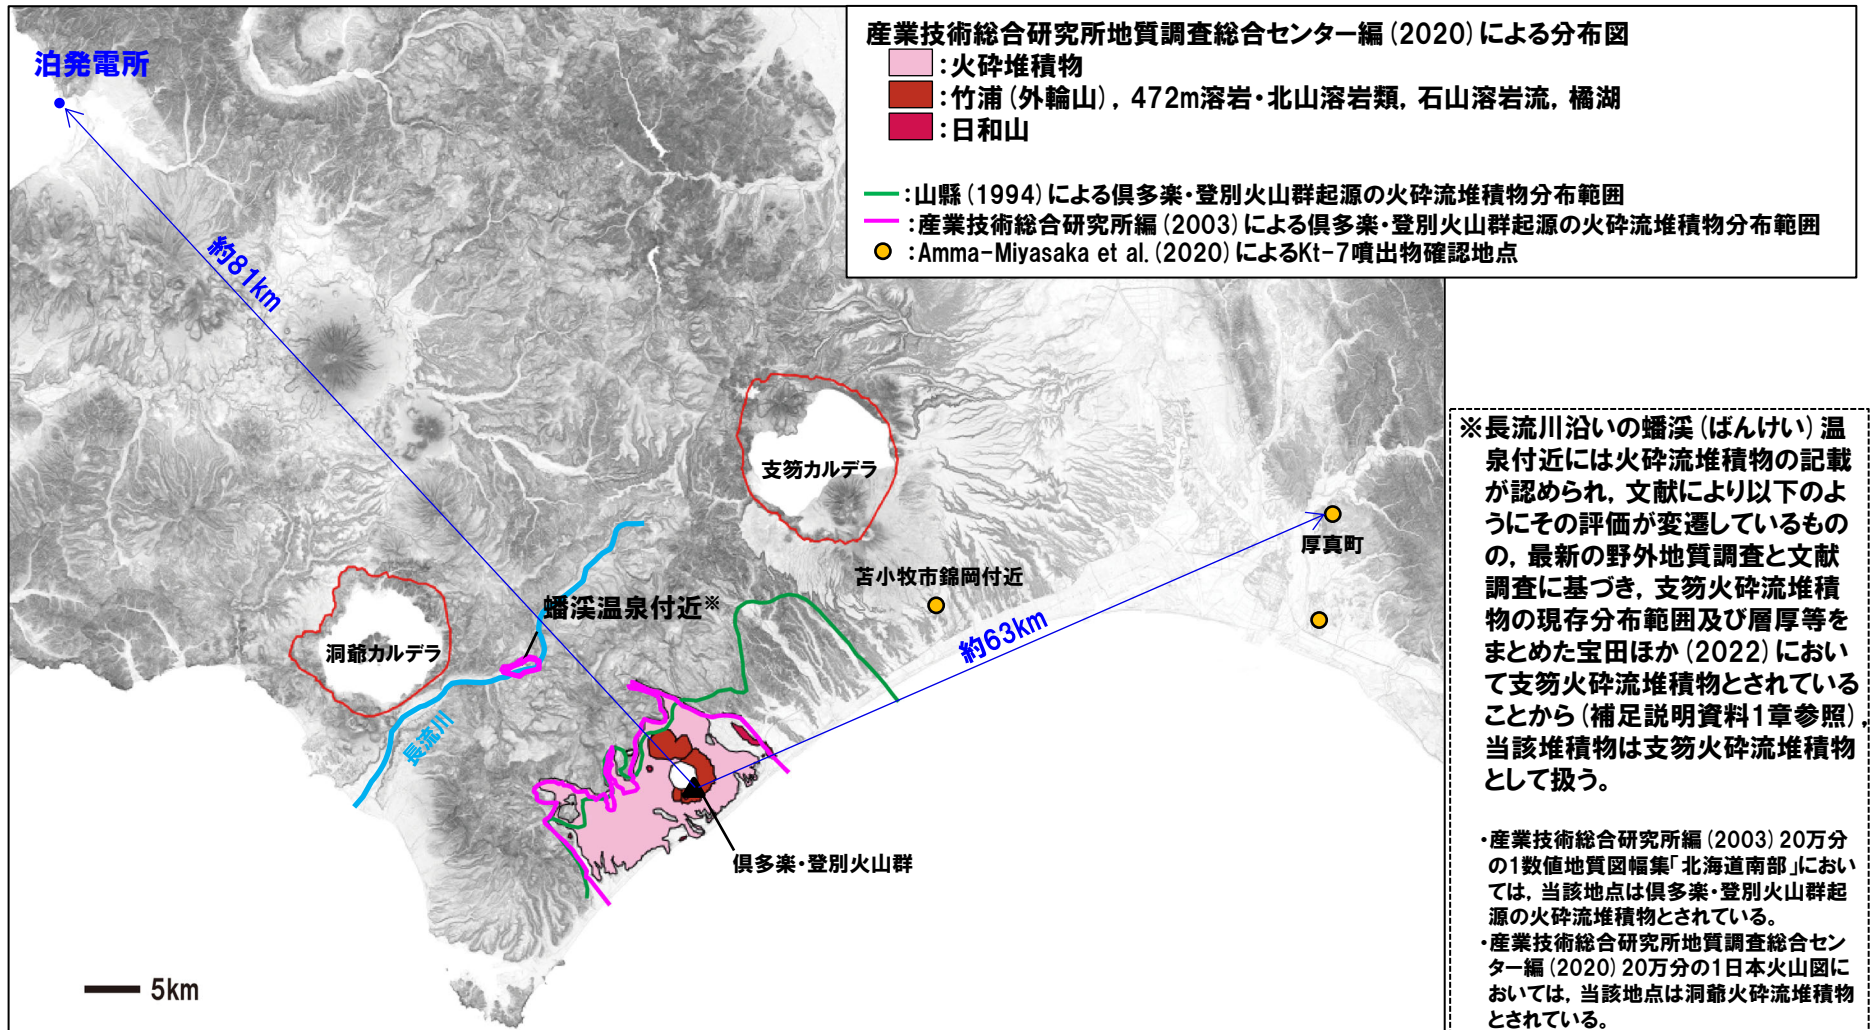 産業技術総合研究所地質調査総合センター編(2020)による分布図
:火砕堆積物
:竹浦(外輪山), 472m溶岩・北山溶岩類, 石山溶岩流, 橘湖
:日和山
:山縣(1994)による倶多楽・登別火山群起源の火砕流堆積物分布範囲
:産業技術総合研究所編(2003)による倶多楽・登別火山群起源の火砕流堆積物分布範囲
:Amma-Miyasaka et al.(2020)によるKt-7噴出物確認地点
泊発電所
約81km
支笏カルデラ
厚真町
苫小牧市錦岡付近
蟠渓温泉付近※
約63km
洞爺カルデラ
長流川
倶多楽・登別火山群
5km
※長流川沿いの蟠渓(ばんけい)温
泉付近には火砕流堆積物の記載
が認められ, 文献により以下のよ
うにその評価が変遷しているもの
の, 最新の野外地質調査と文献
調査に基づき, 支笏火砕流堆積
物の現存分布範囲及び層厚等を
まとめた宝田ほか(2022)におい
て支笏火砕流堆積物とされている
ことから(補足説明資料1章参照),
当該堆積物は支笏火砕流堆積物
として扱う。
・産業技術総合研究所編(2003)20万分
の1数値地質図幅集「北海道南部」におい
ては, 当該地点は倶多楽・登別火山群起
源の火砕流堆積物とされている。
・産業技術総合研究所地質調査総合セン
ター編(2020)20万分の1日本火山図に
おいては, 当該地点は洞爺火砕流堆積物
とされている。